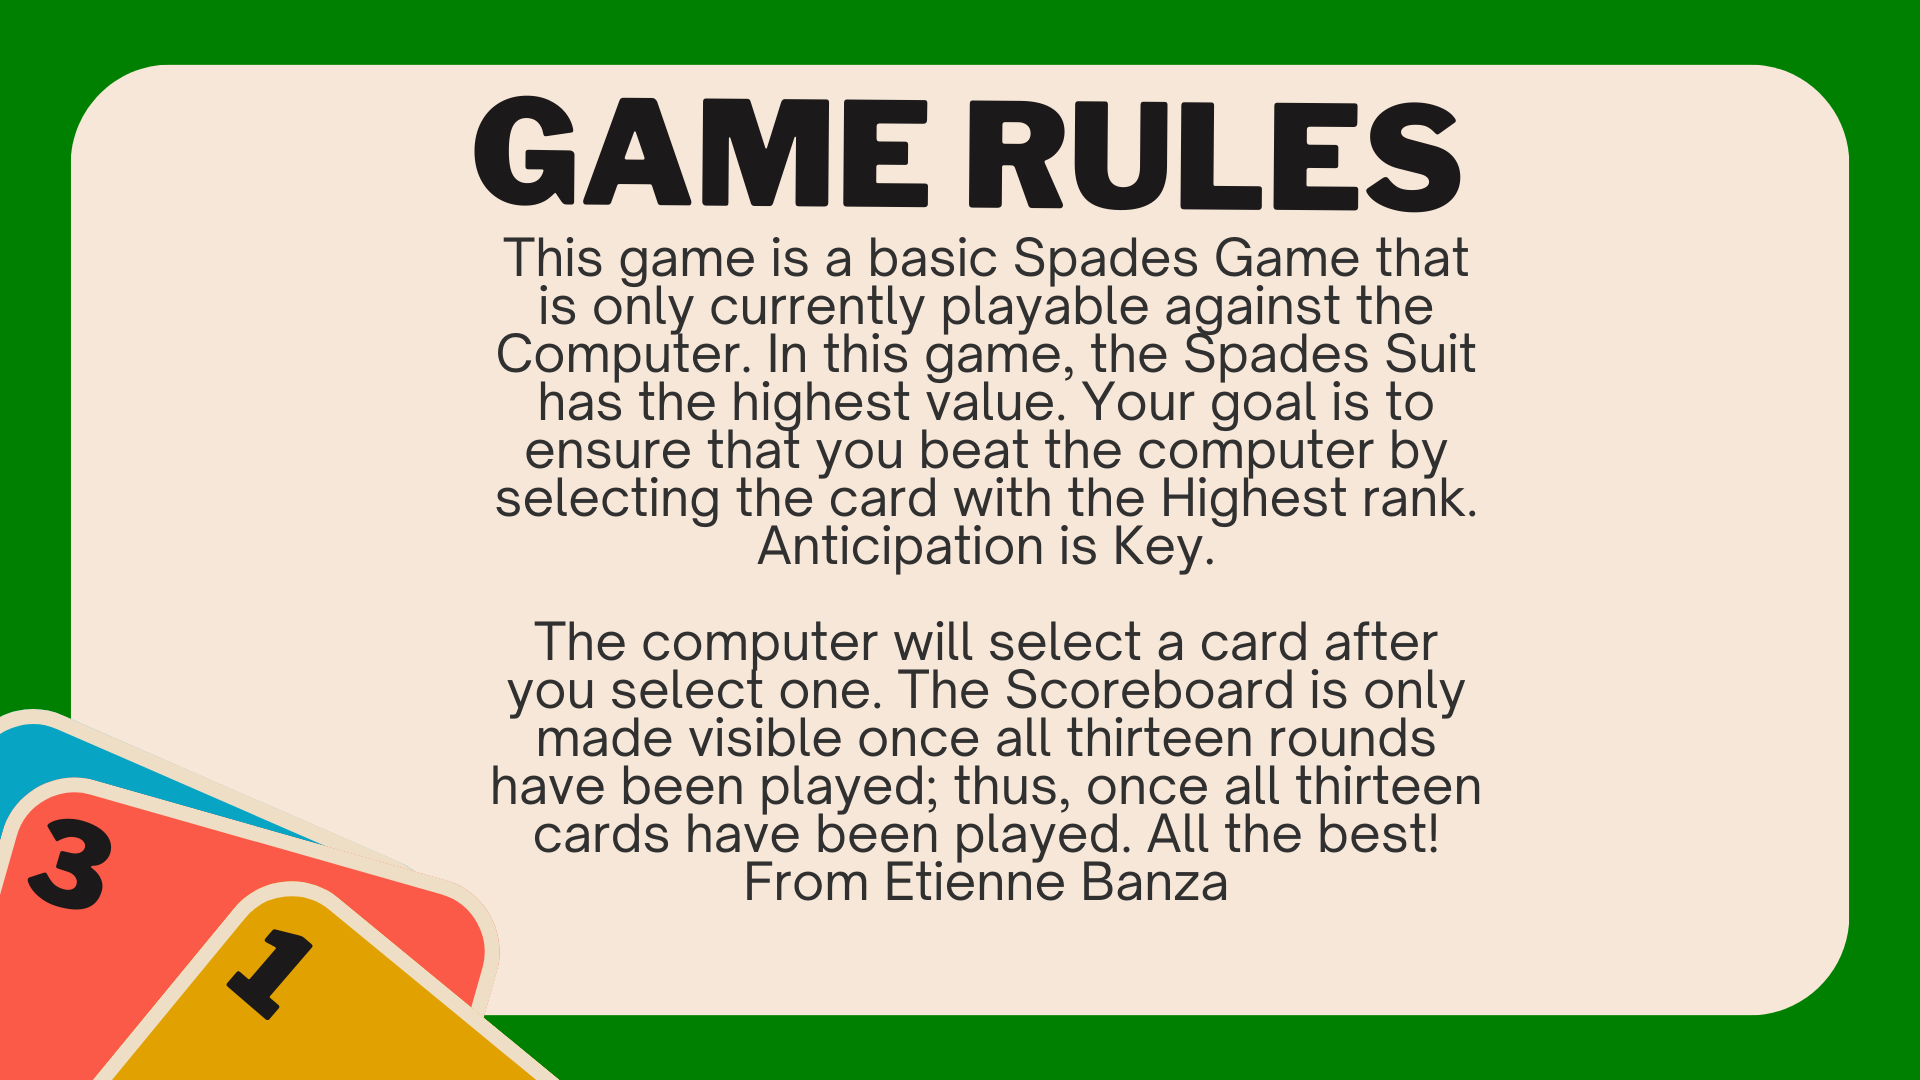 GAME RULES
This game is a basic Spades Game that
is only currently playable against the
Computer. In this game, the Spades Suit
has the highest value. Your goal is to
ensure that you beat the computer by
selecting the card with the Highest rank.
Anticipation is Key.
The computer will select a card after
you select one. The Scoreboard is only
made visible once all thirteen rounds
have been played; thus, once all thirteen
cards have been played. All the best!
From Etienne Banza
3
1